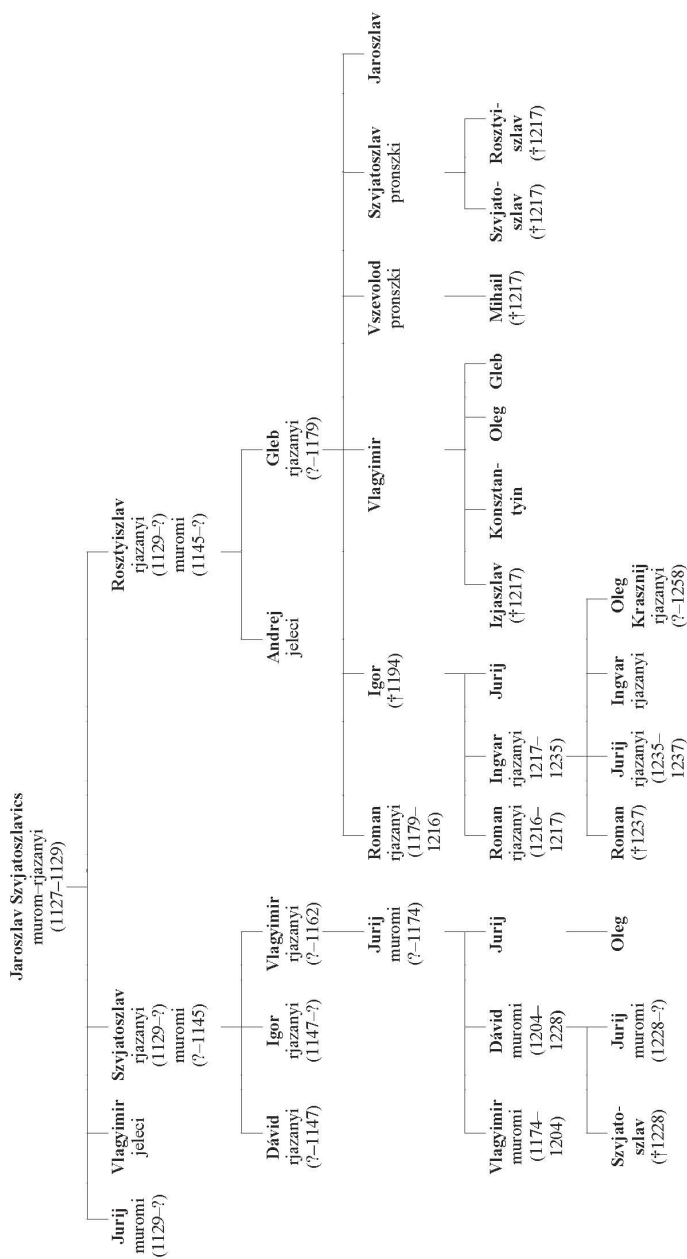 Jaroszlav Szvjatoszlavics
murom–rjazanyi
(1127–1129)
Jurij
muromi
(1129–?)
Vlagyimir
jeleci
Szvjatoszlav
rjazanyi
(1129–?)
muromi
(?–1145)
Rosztyiszlav
rjazanyi
(1129–?)
muromi
(1145–?)
Dávid
rjazanyi
(?–1147)
Igor
rjazanyi
(1147–?)
Vlagyimir
rjazanyi
(?–1162)
Andrej
jeleci
Gleb
rjazanyi
(?–1179)
Jurij
muromi
(?–1174)
Roman
rjazanyi
(1179–
1216)
Igor
(†1194)
Vlagyimir
Vszevolod
pronszki
Szvjatoszlav
pronszki
Jaroszlav
Vlagyimir
muromi
(1174–
1204)
Dávid
muromi
(1204–
1228)
Jurij
Roman
rjazanyi
(1216–
1217)
Ingvar
rjazanyi
1217–
1235)
Jurij
Izjaszlav
(†1217)
Konsztan-
tyin
Oleg
Gleb
Mihail
(†1217)
Szvjato-
szlav
(†1217)
Rosztyi-
szlav
(†1217)
Szvjato-
szlav
(†1228)
Jurij
muromi
(1228–?)
Oleg
Roman
(†1237)
Jurij
rjazanyi
(1235–
1237)
Ingvar
rjazanyi
Oleg
Krasznij
rjazanyi
(?–1258)